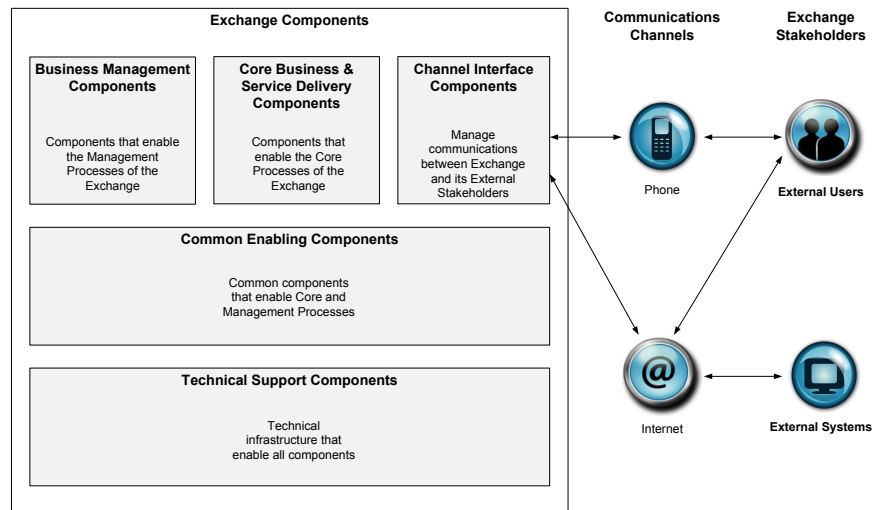 Exchange Components
Business Management
Components
Components that enable
the Management
Processes of the
Exchange
Core Business &
Service Delivery
Components
Components that
enable the Core
Processes of the
Exchange
Channel Interface
Components
Manage
communications
between Exchange
and its External
Stakeholders
Common Enabling Components
Common components
that enable Core and
Management Processes
Technical Support Components
Technical
infrastructure that
enable all components
Communications
Channels
Phone
@
Internet
Exchange
Stakeholders
External Users
External Systems